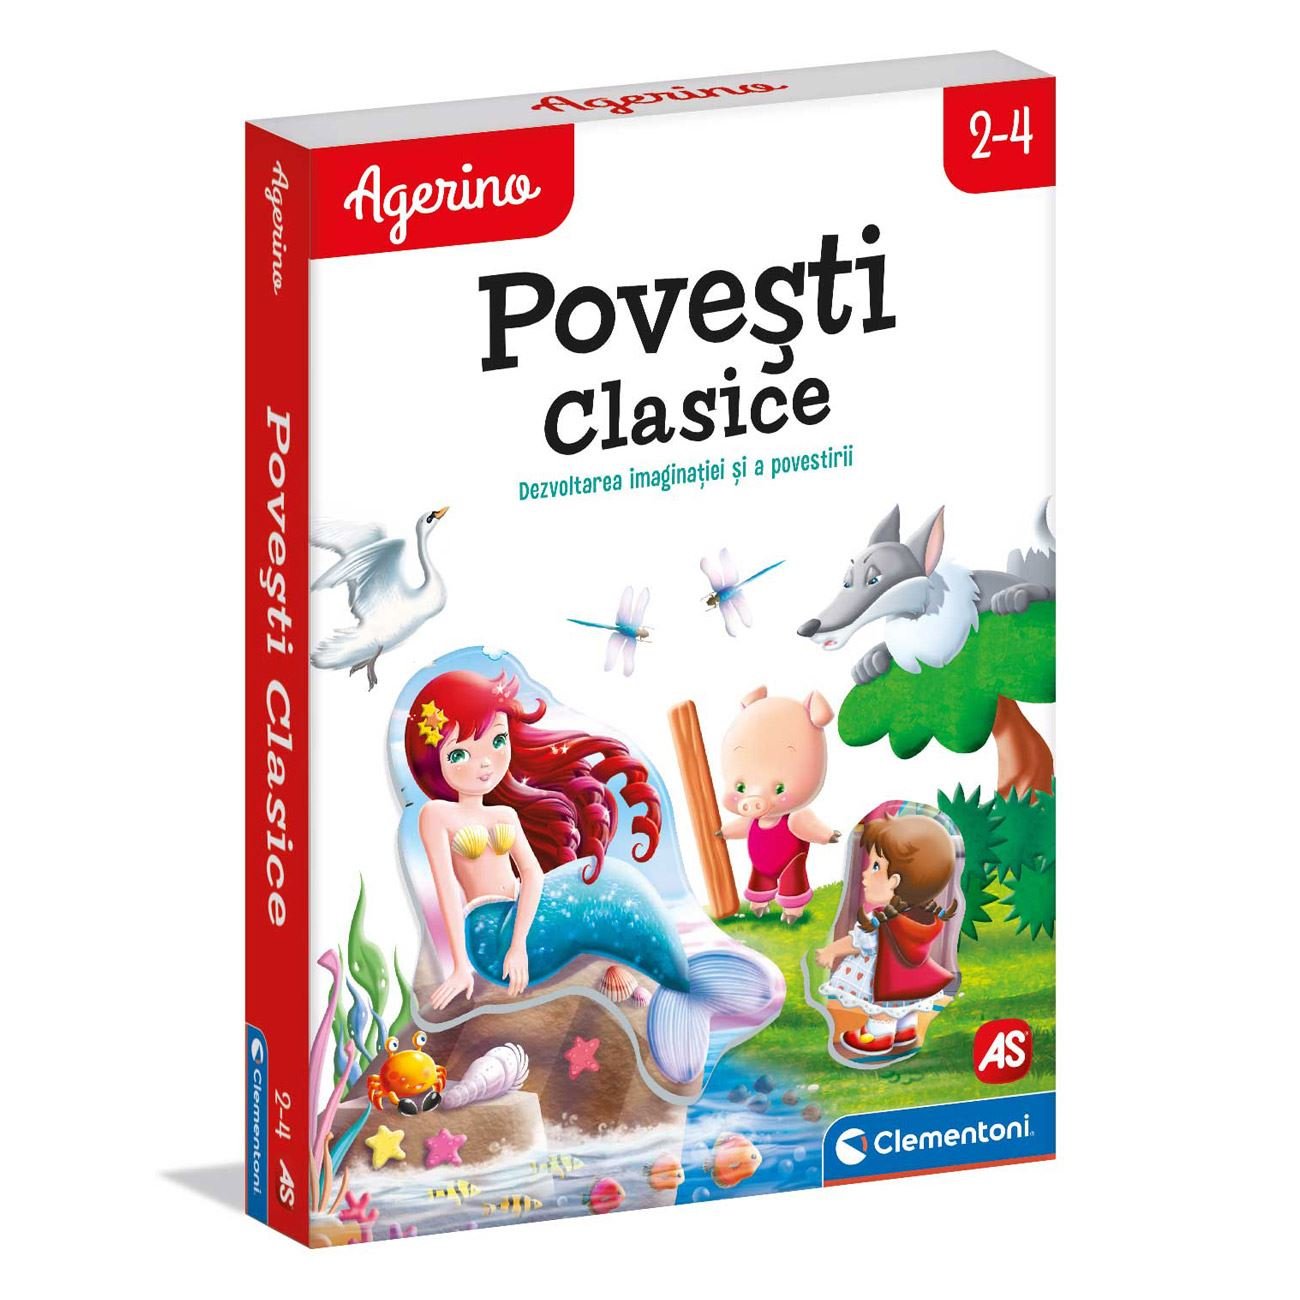 Agerino
Agerino
2-4
Povești
Clasice
Dezvoltarea imaginației și a povestirii
AS
Clementoni
Agerino
Povești Clasice
2-4
AS
Clementoni